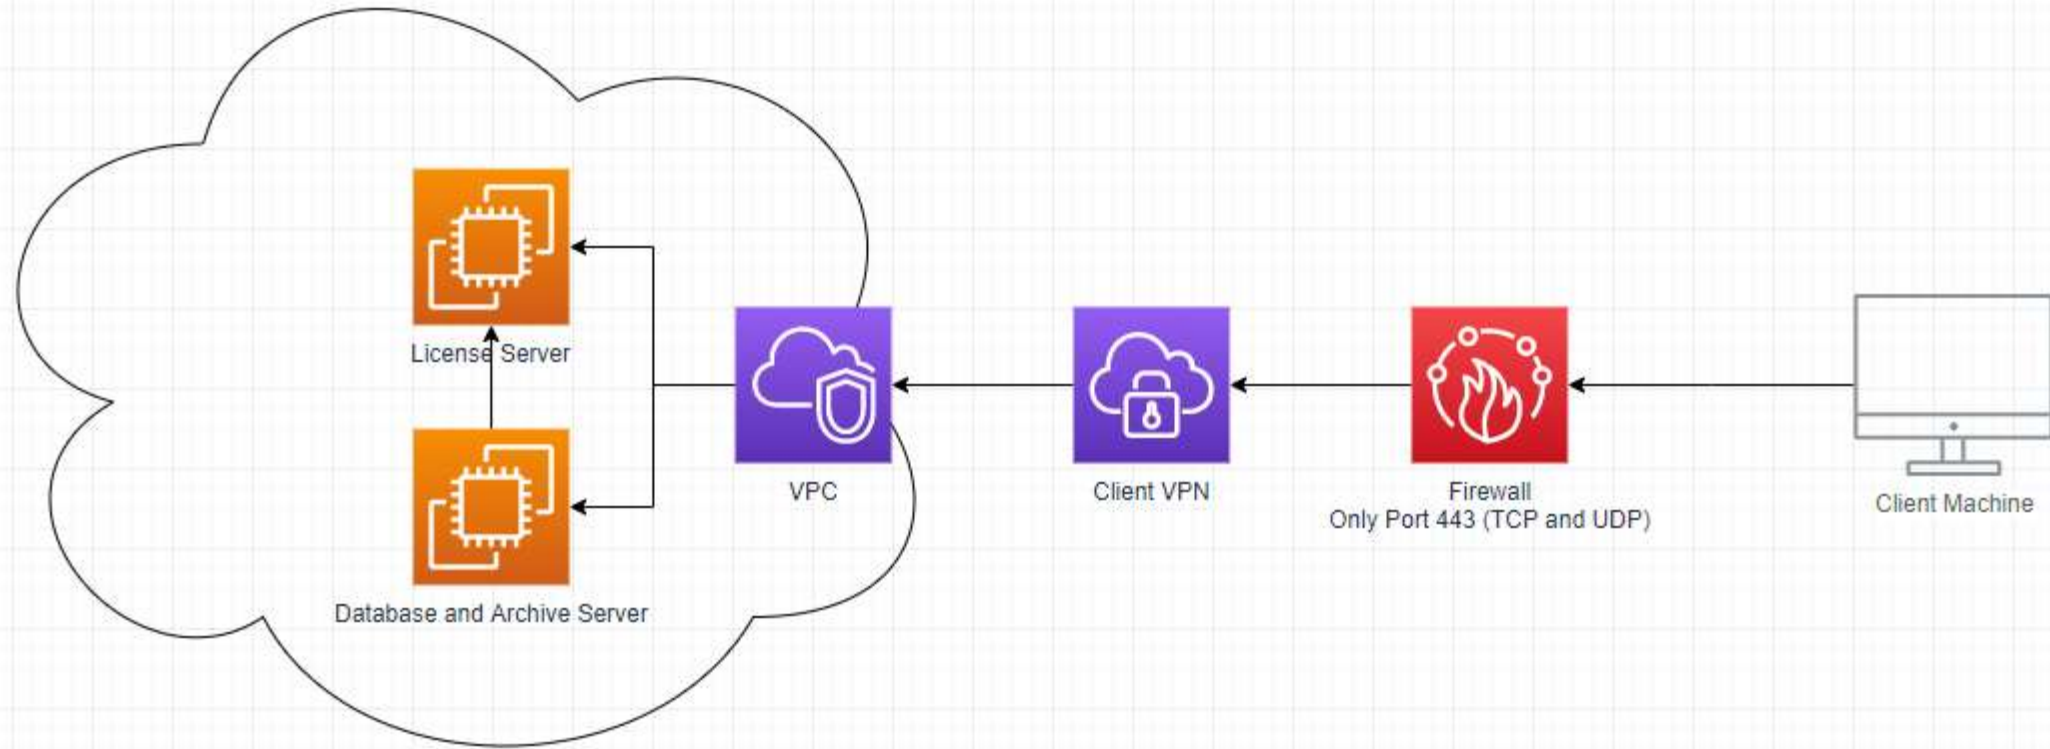 License Server
Database and Archive Server
VPC
Client VPN
Firewall
Only Port 443 (TCP and UDP)
Client Machine